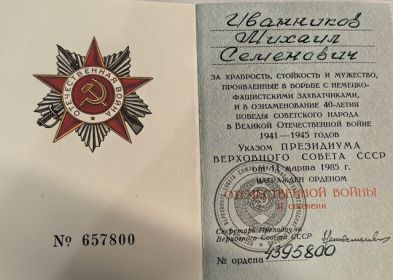 ОТЕЧЕСТВЕННАЯ ВОЙНА
№ 657800
Иванников
Михаил
Семенович
ЗА ХРАБРОСТЬ, СТОЙКОСТЬ И МУЖЕСТВО,
ПРОЯВЛЕННЫЕ В БОРЬБЕ С НЕМЕЦКО-
ФАШИСТСКИМИ ЗАХВАТЧИКАМИ,
И В ОЗНАМЕНОВАНИЕ 40-ЛЕТИЯ
ПОБЕДЫ СОВЕТСКОГО НАРОДА
В ВЕЛИКОЙ ОТЕЧЕСТВЕННОЙ ВОЙНЕ
1941—1945 ГОДОВ
УКАЗОМ ПРЕЗИДИУМА
ВЕРХОВНОГО СОВЕТА СССР
ОТ 11 МАРТА 1985 г.
НАГРАЖДЕН ОРДЕНОМ
ОТЕЧЕСТВЕННОЙ ВОЙНЫ
II степени
Секретарь Президиума
Верховного Совета СССР
№ ордена 4395800